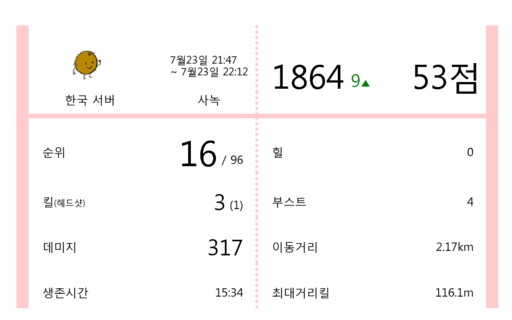 7월23일 21:47
~ 7월23일 22:12
한국 서버
사녹
1864 9▲
53점
순위
16 / 96
킬(헤드샷)
3 (1)
데미지
317
생존시간
15:34
힐
0
부스트
4
이동거리
2.17km
최대거리킬
116.1m